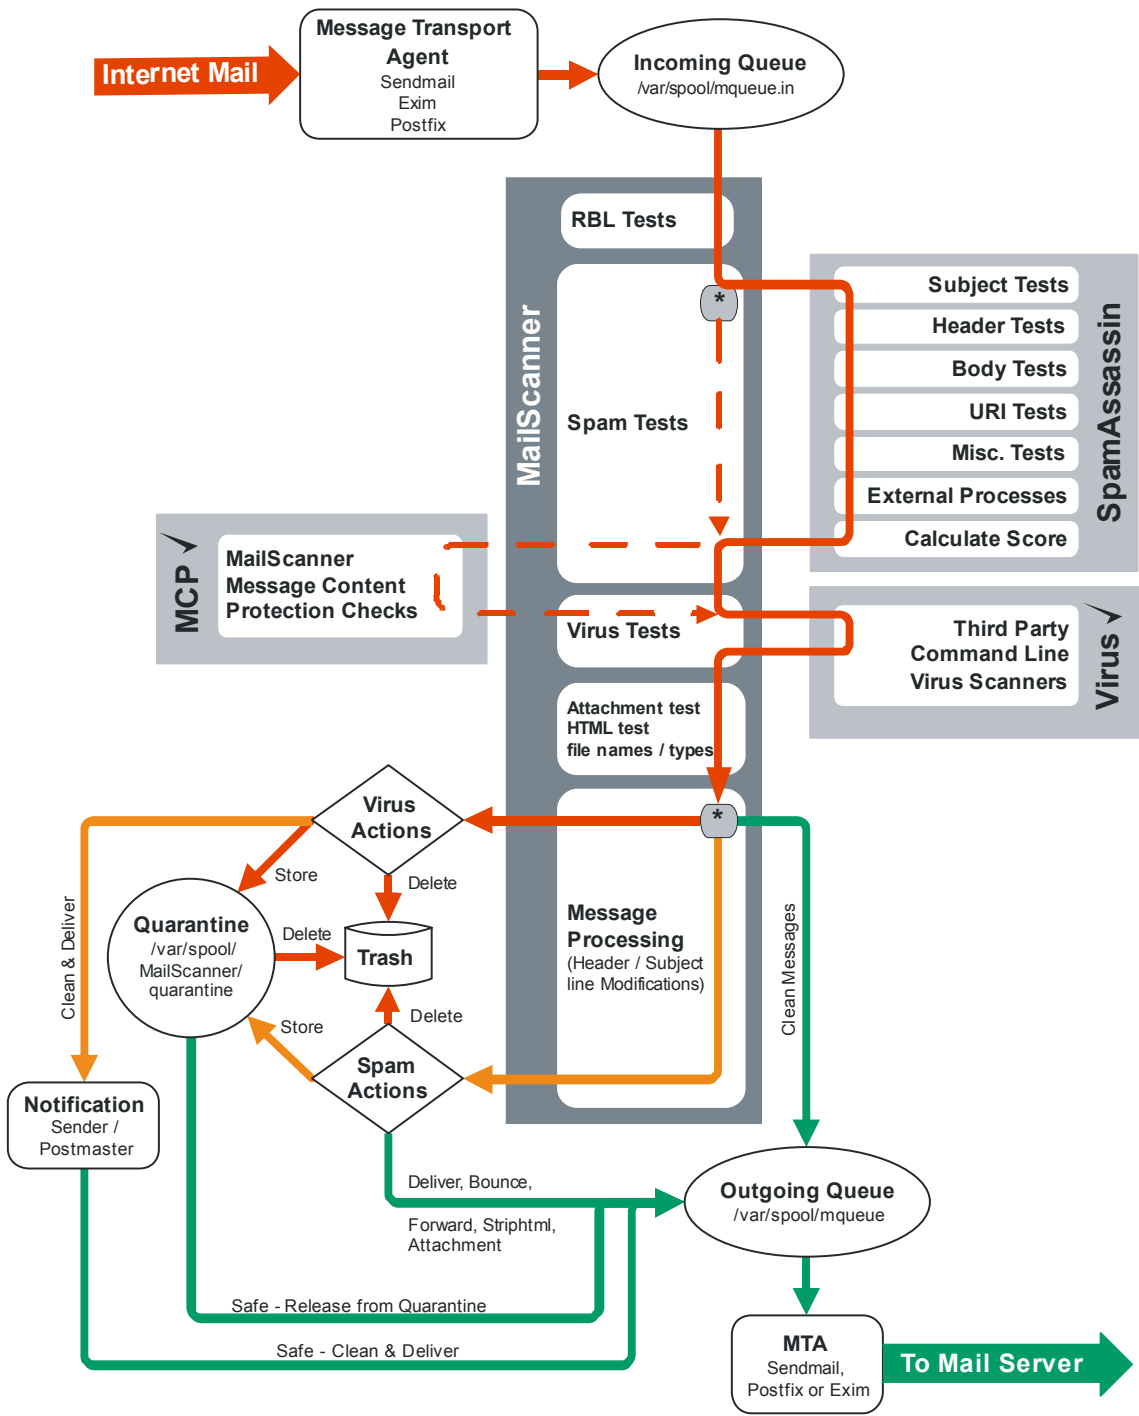 Internet Mail
Message Transport
Agent
Sendmail
Exim
Postfix
Incoming Queue
/var/spool/mqueue.in
MailScanner
RBL Tests
*
Spam Tests
SpamAssassin
Subject Tests
Header Tests
Body Tests
URI Tests
Misc. Tests
External Processes
Calculate Score
MCP
MailScanner
Message Content
Protection Checks
Virus Tests
Virus
Third Party
Command Line
Virus Scanners
Attachment test
HTML test
file names / types
*
Virus
Actions
Store
Delete
Clean & Deliver
Quarantine
/var/spool/
MailScanner/
quarantine
Delete
Trash
Message
Processing
(Header / Subject
line Modifications)
Clean Messages
Store
Delete
Spam
Actions
Notification
Sender /
Postmaster
Deliver, Bounce,
Forward, Striphtml,
Attachment
Outgoing Queue
/var/spool/mqueue
Safe - Release from Quarantine
Safe - Clean & Deliver
MTA
Sendmail,
Postfix or Exim
To Mail Server